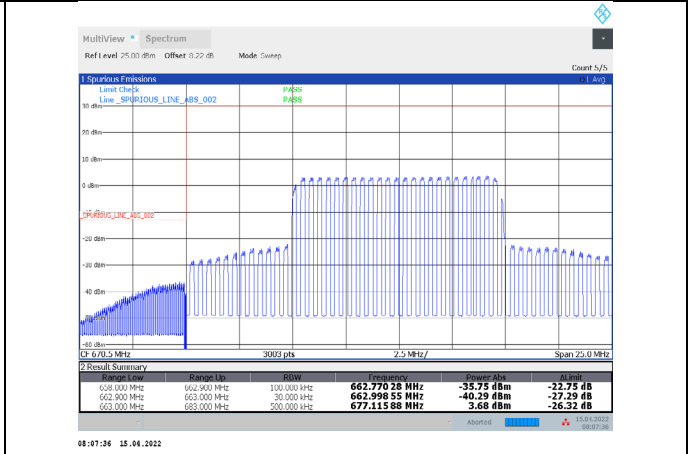 MultiView Spectrum
Ref Level 25.00 dBm Offset 8.22 dB Mode Sweep
Count 5/5
1 Spurious Emissions 1 Avg
Limit Check PASS
Line _SPURIOUS_LINE_ABS_002 PASS
30 dBm
20 dBm
10 dBm
0 dBm
_SPURIOUS_LINE_ABS_002
-20 dBm
-30 dBm
-40 dBm
-60 dBm
CF 670.5 MHz 3003 pts 2.5 MHz/ Span 25.0 MHz
2 Result Summary
Range Low Range Up RBW Frequency Power Abs ΔLimit
658.000 MHz 662.900 MHz 100.000 kHz 662.770 28 MHz -35.75 dBm -22.75 dB
662.900 MHz 663.000 MHz 30.000 kHz 662.998 55 MHz -40.29 dBm -27.29 dB
663.000 MHz 683.000 MHz 500.000 kHz 677.115 88 MHz 3.68 dBm -26.32 dB
Aborted 15.04.2022
08:07:36
08:07:36 15.04.2022